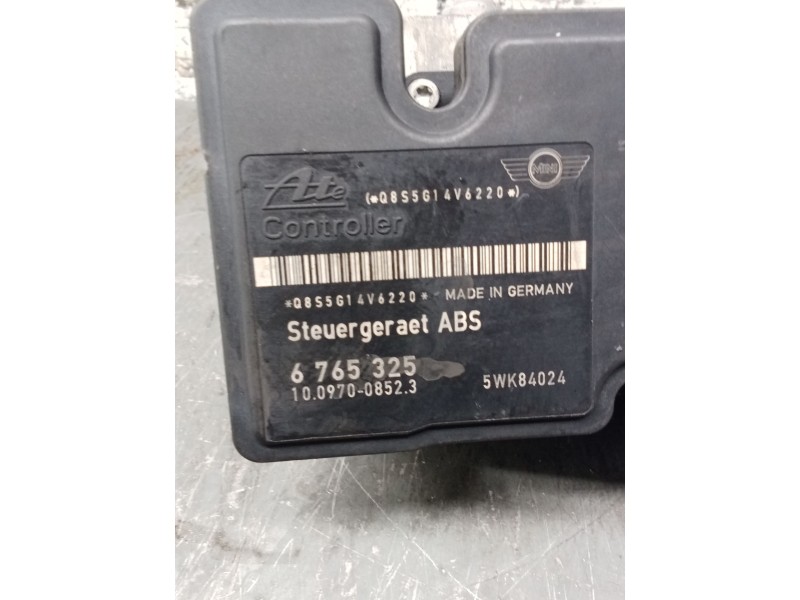 Ate
(*Q8S5G14V6220*)
MINI
Controller
*Q8S5G14V6220* MADE IN GERMANY
Steuergeraet ABS
6 765 325
10.0970-0852.3
5WK84024